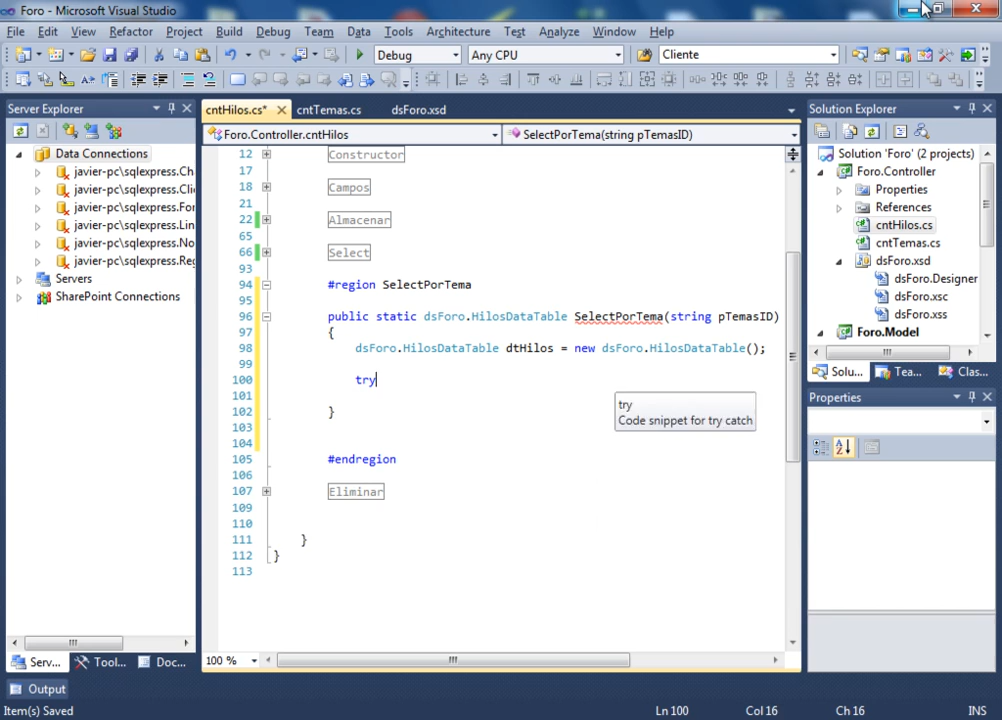 Foro - Microsoft Visual Studio
File Edit View Refactor Project Build Debug Team Data Tools Architecture Test Analyze Window Help
Debug Any CPU Cliente
Server Explorer
Data Connections
javier-pc\sqlexpress.Ch
javier-pc\sqlexpress.Cli
javier-pc\sqlexpress.For
javier-pc\sqlexpress.Lin
javier-pc\sqlexpress.No
javier-pc\sqlexpress.Reg
Servers
SharePoint Connections
Serv... Tool... Doc...
cntHilos.cs* cntTemas.cs dsForo.xsd
Foro.Controller.cntHilos SelectPorTema(string pTemasID)
12 Constructor
17
18 Campos
21
22 Almacenar
65
66 Select
93
94 #region SelectPorTema
95
96 public static dsForo.HilosDataTable SelectPorTema(string pTemasID)
97 {
98 dsForo.HilosDataTable dtHilos = new dsForo.HilosDataTable();
99
100 try
101
102 }
103
104
105 #endregion
106
107 Eliminar
109
110
111 }
112 }
113
try
Code snippet for try catch
100 %
Solution Explorer
Solution 'Foro' (2 projects)
Foro.Controller
Properties
References
cntHilos.cs
cntTemas.cs
dsForo.xsd
dsForo.Designer
dsForo.xsc
dsForo.xss
Foro.Model
Solu... Tea... Clas...
Properties
Output
Item(s) Saved Ln 100 Col 16 Ch 16 INS